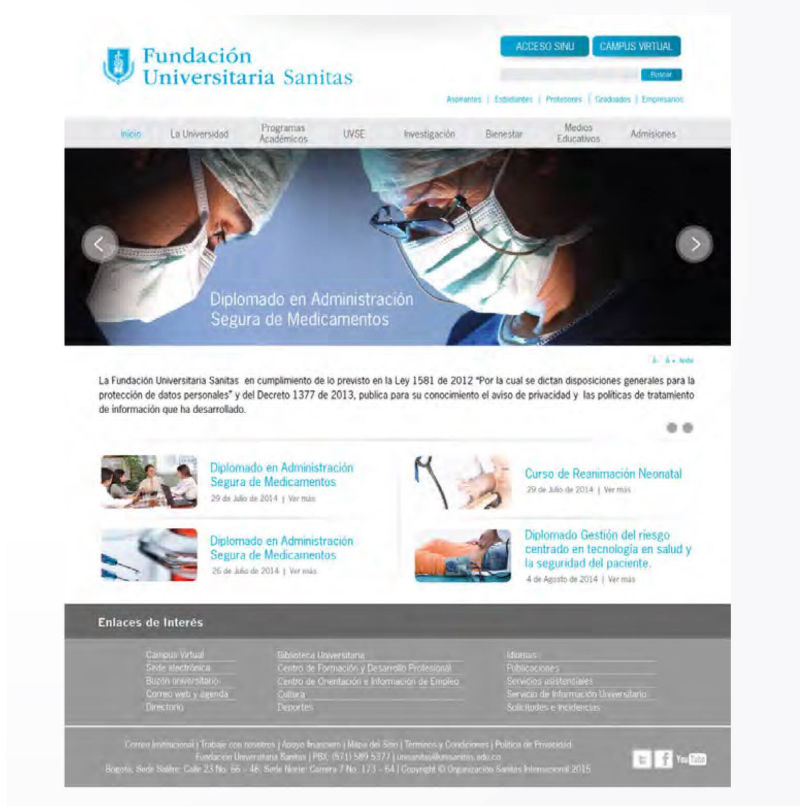 Fundación
Universitaria Sanitas
ACCESO SINU
CAMPUS VIRTUAL
Buscar
Aspirantes | Estudiantes | Profesores | Graduados | Empresarios
Inicio
La Universidad
Programas
Académicos
UVSE
Investigación
Bienestar
Medios
Educativos
Admisiones
Diplomado en Administración
Segura de Medicamentos
A- A+ texto
La Fundación Universitaria Sanitas en cumplimiento de lo previsto en la Ley 1581 de 2012 “Por la cual se dictan disposiciones generales para la
protección de datos personales” y del Decreto 1377 de 2013, publica para su conocimiento el aviso de privacidad y las políticas de tratamiento
de información que ha desarrollado.
Diplomado en Administración
Segura de Medicamentos
29 de Julio de 2014 | Ver más
Curso de Reanimación Neonatal
29 de Julio de 2014 | Ver más
Diplomado en Administración
Segura de Medicamentos
26 de Julio de 2014 | Ver más
Diplomado Gestión del riesgo
centrado en tecnología en salud y
la seguridad del paciente.
4 de Agosto de 2014 | Ver más
Enlaces de Interés
Campus Virtual
Sede electrónica
Buzón universitario
Correo web y agenda
Directorio
Biblioteca Universitaria
Centro de Formación y Desarrollo Profesional
Centro de Orientación e Información de Empleo
Cultura
Deportes
Idiomas
Publicaciones
Servicios asistenciales
Servicio de Información Universitario
Solicitudes e Incidencias
Correo Institucional | Trabaje con nosotros | Apoyo financiero | Mapa del Sitio | Términos y Condiciones | Política de Privacidad
Fundación Universitaria Sanitas | PBX: (571) 589 5377 | unisanitas@unisanitas.edu.co
Bogotá: Sede Salitre: Calle 23 No. 66 - 46. Sede Norte: Carrera 7 No. 173 - 64 | Copyright © Organización Sanitas Internacional 2015
YouTube